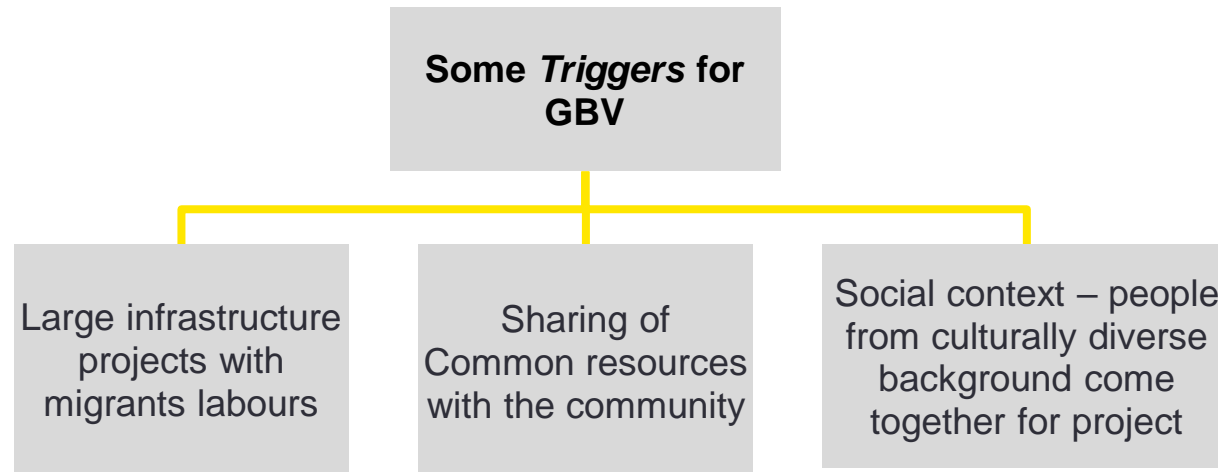 Some Triggers for
GBV
Large infrastructure
projects with
migrants labours
Sharing of
Common resources
with the community
Social context – people
from culturally diverse
background come
together for project